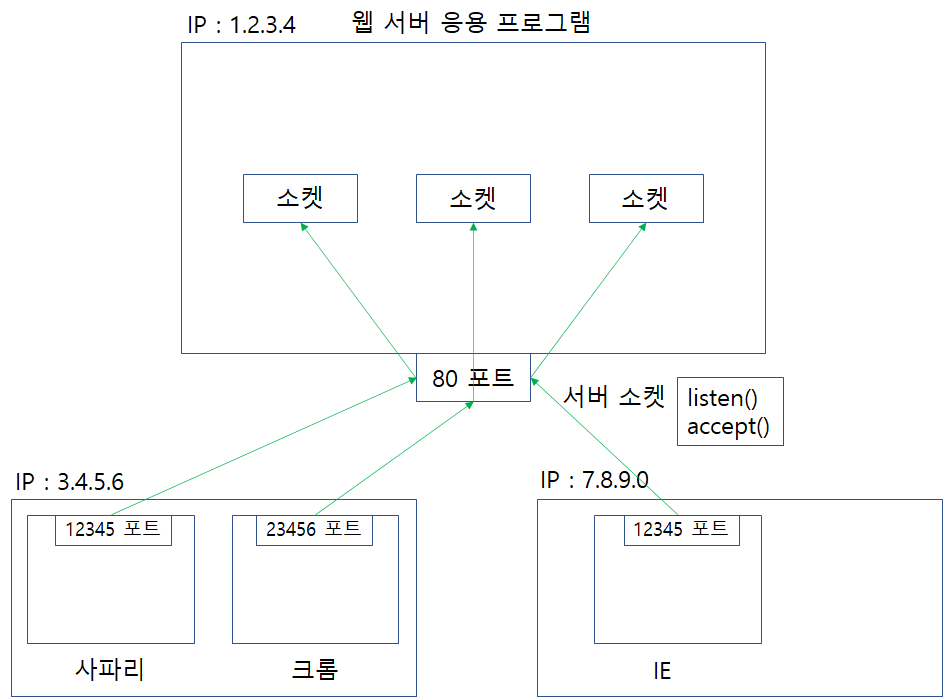 IP : 1.2.3.4
웹 서버 응용 프로그램
소켓
소켓
소켓
80 포트
서버 소켓
listen()
accept()
IP : 3.4.5.6
IP : 7.8.9.0
12345 포트
23456 포트
12345 포트
사파리
크롬
IE